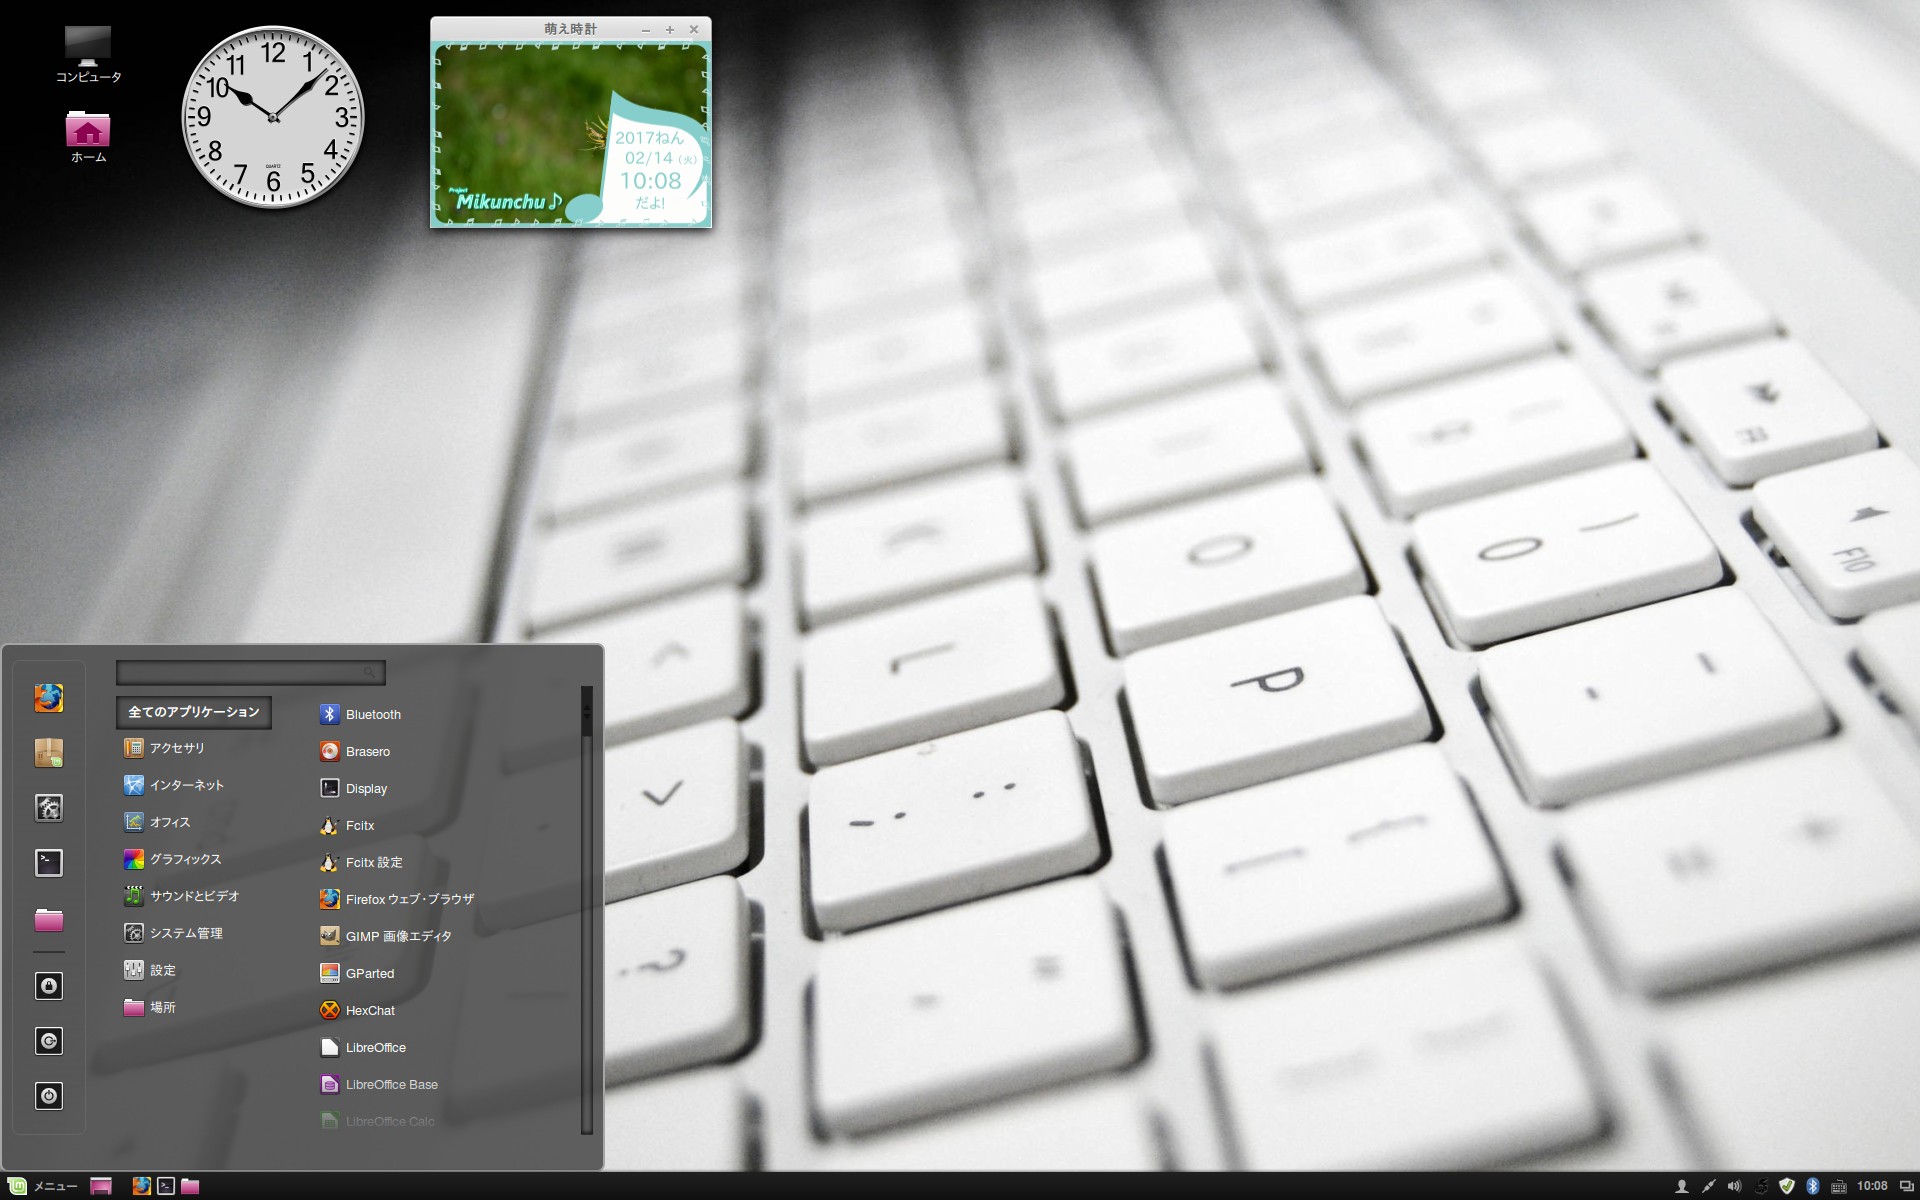 コンピュータ
ホーム
12
1
2
3
4
5
6
7
8
9
10
11
QUARTZ
萌え時計
2017ねん
02/14 (火)
10:08
だよ!
Project
Mikunchu♪
全てのアプリケーション
アクセサリ
インターネット
オフィス
グラフィックス
サウンドとビデオ
システム管理
設定
場所
Bluetooth
Brasero
Display
Fcitx
Fcitx 設定
Firefox ウェブ・ブラウザ
GIMP 画像エディタ
GParted
HexChat
LibreOffice
LibreOffice Base
LibreOffice Calc
F10
O
P
L
メニュー
10:08